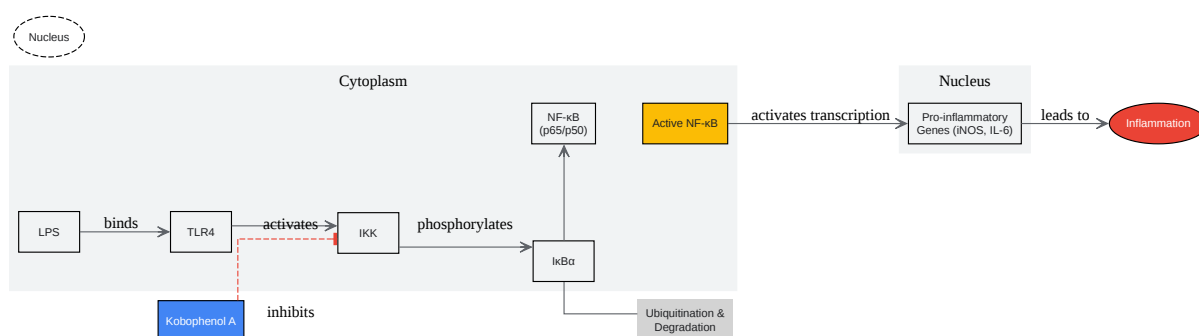 Nucleus
Cytoplasm
Nucleus
NF-κB
(p65/p50)
Active NF-κB
activates transcription
Pro-inflammatory
Genes (iNOS, IL-6)
leads to
Inflammation
LPS
binds
TLR4
activates
IKK
phosphorylates
IκBα
Kobophenol A
inhibits
Ubiquitination &
Degradation